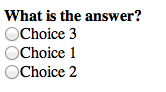 What is the answer?
Choice 3
Choice 1
Choice 2